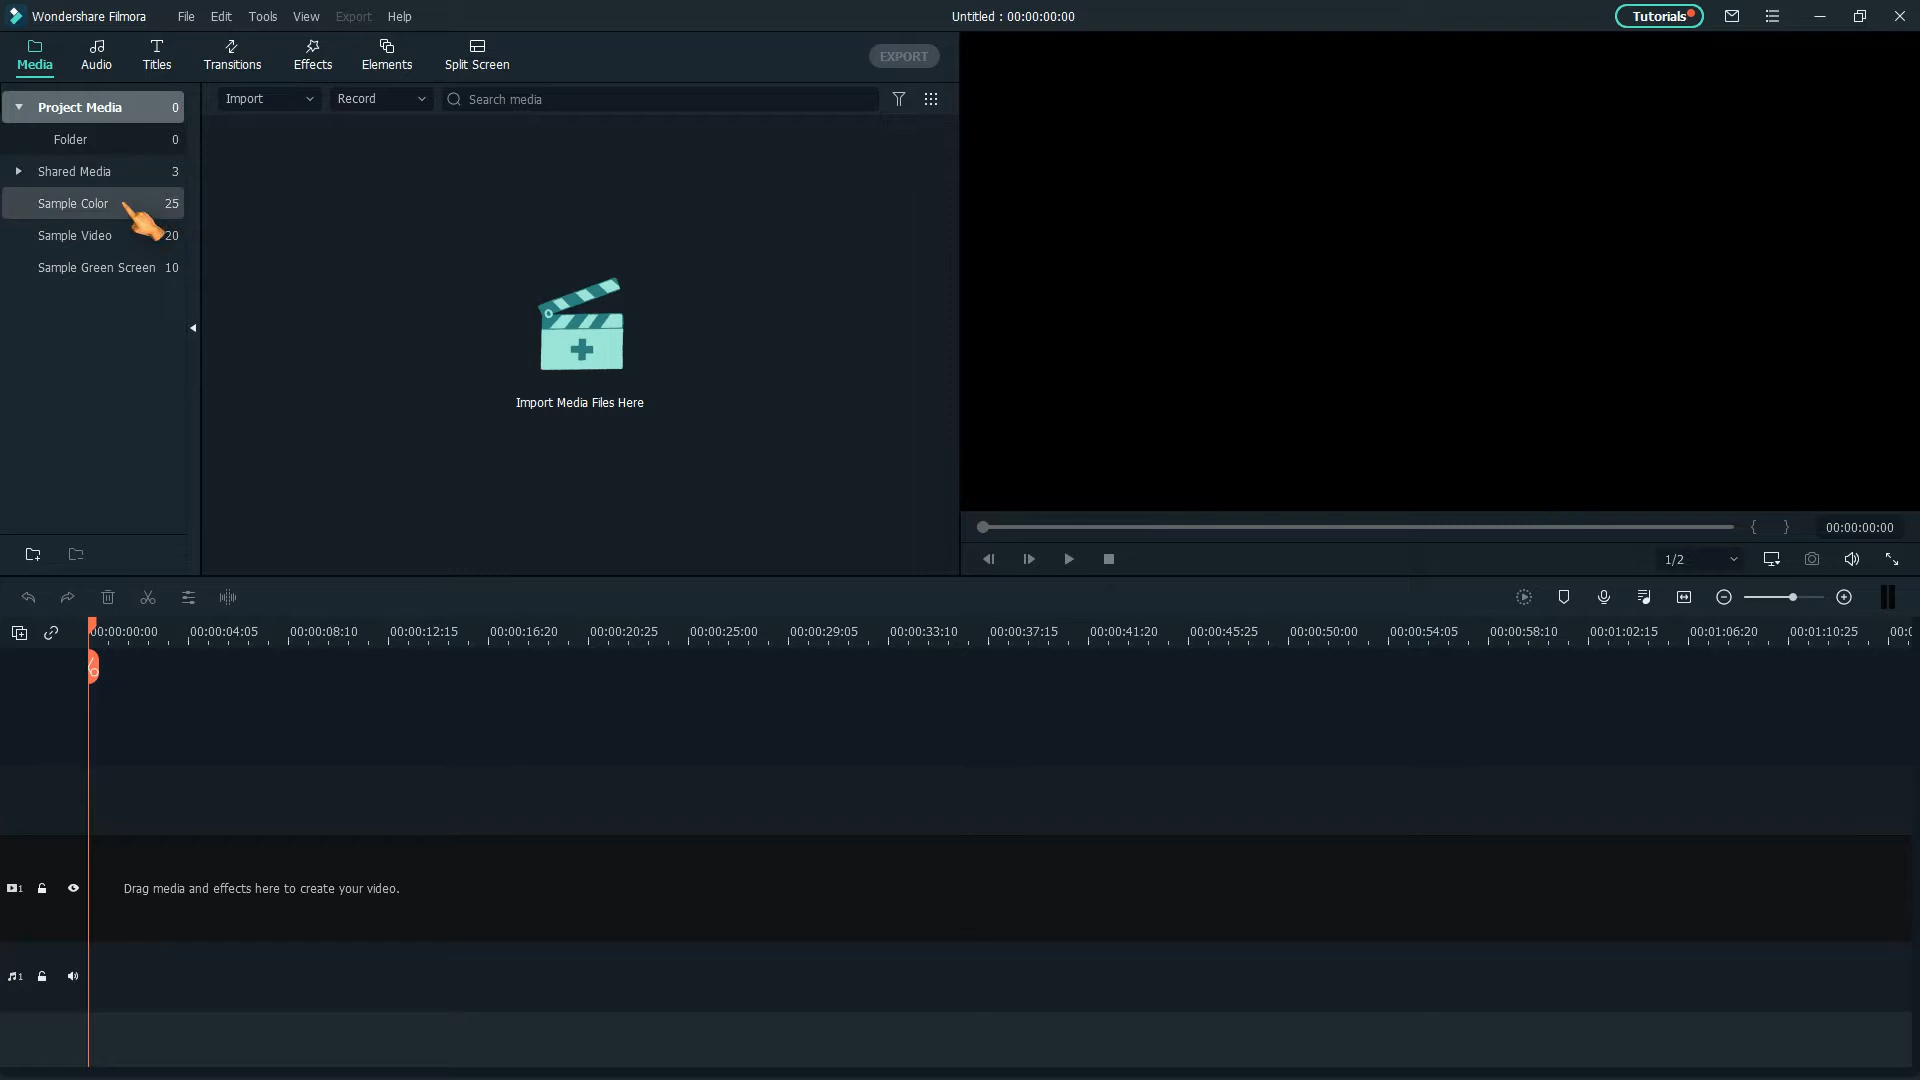 Wondershare Filmora File Edit Tools View Export Help Untitled : 00:00:00:00 Tutorials
Media Audio Titles Transitions Effects Elements Split Screen EXPORT
Project Media 0
Import Record Search media
Folder 0
Shared Media 3
Sample Color 25
Sample Video 20
Sample Green Screen 10
Import Media Files Here
{ } 00:00:00:00
1/2
00:00:00:00 00:00:04:05 00:00:08:10 00:00:12:15 00:00:16:20 00:00:20:25 00:00:25:00 00:00:29:05 00:00:33:10 00:00:37:15 00:00:41:20 00:00:45:25 00:00:50:00 00:00:54:05 00:00:58:10 00:01:02:15 00:01:06:20 00:01:10:25
1 Drag media and effects here to create your video.
1